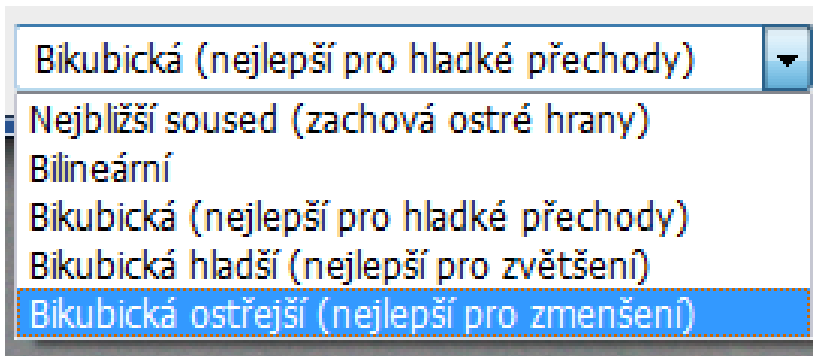 Bikubická (nejlepší pro hladké přechody)
Nejbližší soused (zachová ostré hrany)
Bilineární
Bikubická (nejlepší pro hladké přechody)
Bikubická hladší (nejlepší pro zvětšení)
Bikubická ostřejší (nejlepší pro zmenšení)